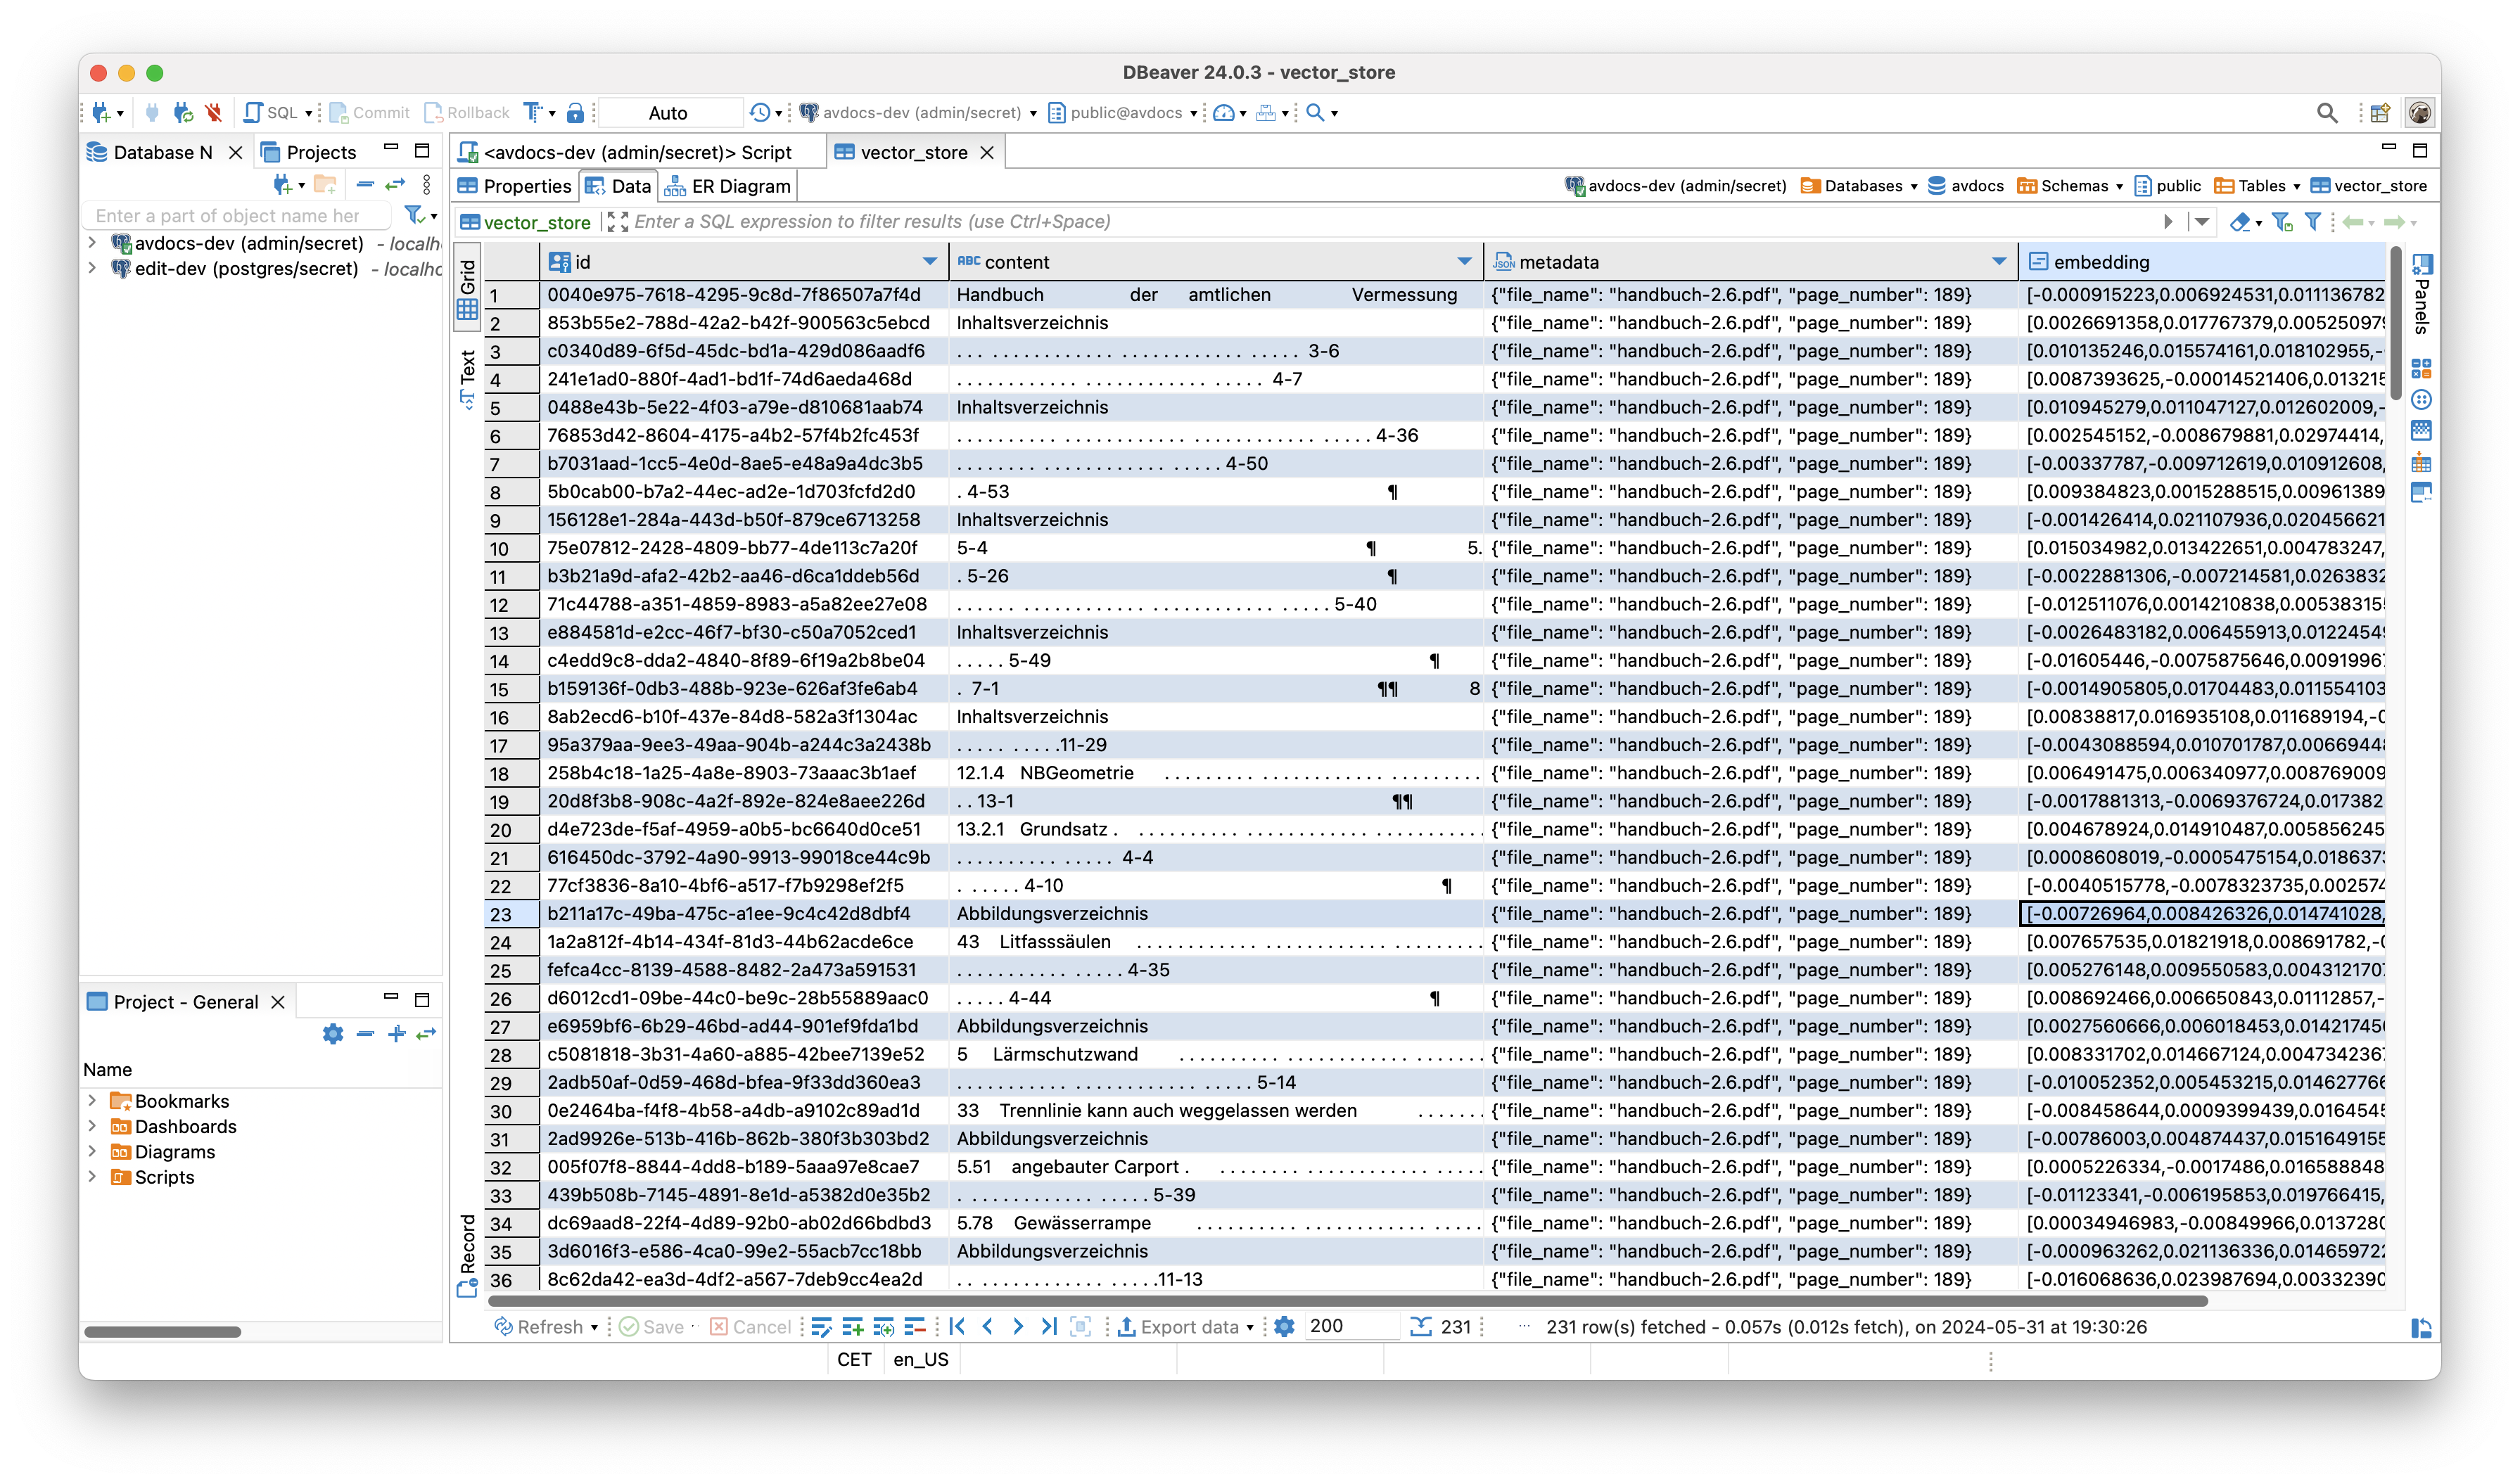 DBeaver 24.0.3 - vector_store
SQL Commit Rollback Auto avdocs-dev (admin/secret) public@avdocs
Database N Projects
Enter a part of object name her
avdocs-dev (admin/secret) - localh
edit-dev (postgres/secret) - localho
Project - General
Name
Bookmarks
Dashboards
Diagrams
Scripts
<avdocs-dev (admin/secret)> Script vector_store
Properties Data ER Diagram avdocs-dev (admin/secret) Databases avdocs Schemas public Tables vector_store
vector_store Enter a SQL expression to filter results (use Ctrl+Space)
Grid
Text
Record
Panels
id ABC content JSON metadata embedding
1 0040e975-7618-4295-9c8d-7f86507a7f4d Handbuch der amtlichen Vermessung {"file_name": "handbuch-2.6.pdf", "page_number": 189} [-0.000915223,0.006924531,0.011136782
2 853b55e2-788d-42a2-b42f-900563c5ebcd Inhaltsverzeichnis {"file_name": "handbuch-2.6.pdf", "page_number": 189} [0.0026691358,0.017767379,0.005250979
3 c0340d89-6f5d-45dc-bd1a-429d086aadf6 ... ............. ............ ..... 3-6 {"file_name": "handbuch-2.6.pdf", "page_number": 189} [0.010135246,0.015574161,0.018102955,-
4 241e1ad0-880f-4ad1-bd1f-74d6aeda468d ............ ............. ...... 4-7 {"file_name": "handbuch-2.6.pdf", "page_number": 189} [0.0087393625,-0.00014521406,0.013215
5 0488e43b-5e22-4f03-a79e-d810681aab74 Inhaltsverzeichnis {"file_name": "handbuch-2.6.pdf", "page_number": 189} [0.010945279,0.011047127,0.012602009,-
6 76853d42-8604-4175-a4b2-57f4b2fc453f .......... ............. ............. ..... 4-36 {"file_name": "handbuch-2.6.pdf", "page_number": 189} [0.002545152,-0.008679881,0.02974414,
7 b7031aad-1cc5-4e0d-8ae5-e48a9a4dc3b5 ........ ............ ..... 4-50 {"file_name": "handbuch-2.6.pdf", "page_number": 189} [-0.00337787,-0.009712619,0.010912608,
8 5b0cab00-b7a2-44ec-ad2e-1d703fcfd2d0 . 4-53 ¶ {"file_name": "handbuch-2.6.pdf", "page_number": 189} [0.009384823,0.0015288515,0.00961389
9 156128e1-284a-443d-b50f-879ce6713258 Inhaltsverzeichnis {"file_name": "handbuch-2.6.pdf", "page_number": 189} [-0.001426414,0.021107936,0.020456621
10 75e07812-2428-4809-bb77-4de113c7a20f 5-4 ¶ 5. {"file_name": "handbuch-2.6.pdf", "page_number": 189} [0.015034982,0.013422651,0.004783247,
11 b3b21a9d-afa2-42b2-aa46-d6ca1ddeb56d . 5-26 ¶ {"file_name": "handbuch-2.6.pdf", "page_number": 189} [-0.0022881306,-0.007214581,0.0263832
12 71c44788-a351-4859-8983-a5a82ee27e08 ...... ............ ............ ..... 5-40 {"file_name": "handbuch-2.6.pdf", "page_number": 189} [-0.012511076,0.0014210838,0.005383155
13 e884581d-e2cc-46f7-bf30-c50a7052ced1 Inhaltsverzeichnis {"file_name": "handbuch-2.6.pdf", "page_number": 189} [-0.0026483182,0.006455913,0.01224549
14 c4edd9c8-dda2-4840-8f89-6f19a2b8be04 ..... 5-49 ¶ {"file_name": "handbuch-2.6.pdf", "page_number": 189} [-0.01605446,-0.0075875646,0.00919967
15 b159136f-0db3-488b-923e-626af3fe6ab4 . 7-1 ¶¶ 8 {"file_name": "handbuch-2.6.pdf", "page_number": 189} [-0.0014905805,0.01704483,0.011554103
16 8ab2ecd6-b10f-437e-84d8-582a3f1304ac Inhaltsverzeichnis {"file_name": "handbuch-2.6.pdf", "page_number": 189} [0.00838817,0.016935108,0.011689194,-0
17 95a379aa-9ee3-49aa-904b-a244c3a2438b ..... .....11-29 {"file_name": "handbuch-2.6.pdf", "page_number": 189} [-0.0043088594,0.010701787,0.00669448
18 258b4c18-1a25-4a8e-8903-73aaac3b1aef 12.1.4 NBGeometrie ......... ............ ......... {"file_name": "handbuch-2.6.pdf", "page_number": 189} [0.006491475,0.006340977,0.008769009
19 20d8f3b8-908c-4a2f-892e-824e8aee226d . . 13-1 ¶¶ {"file_name": "handbuch-2.6.pdf", "page_number": 189} [-0.0017881313,-0.0069376724,0.017382
20 d4e723de-f5af-4959-a0b5-bc6640d0ce51 13.2.1 Grundsatz . ........ ............ ............ {"file_name": "handbuch-2.6.pdf", "page_number": 189} [0.004678924,0.014910487,0.005856245
21 616450dc-3792-4a90-9913-99018ce44c9b .......... ..... 4-4 {"file_name": "handbuch-2.6.pdf", "page_number": 189} [0.0008608019,-0.0005475154,0.018637
22 77cf3836-8a10-4bf6-a517-f7b9298ef2f5 . ..... 4-10 ¶ {"file_name": "handbuch-2.6.pdf", "page_number": 189} [-0.0040515778,-0.0078323735,0.002574
23 b211a17c-49ba-475c-a1ee-9c4c42d8dbf4 Abbildungsverzeichnis {"file_name": "handbuch-2.6.pdf", "page_number": 189} [-0.00726964,0.008426326,0.014741028,
24 1a2a812f-4b14-434f-81d3-44b62acde6ce 43 Litfasssäulen ............ ............ ......... {"file_name": "handbuch-2.6.pdf", "page_number": 189} [0.007657535,0.01821918,0.008691782,-0
25 fefca4cc-8139-4588-8482-2a473a591531 .......... ...... 4-35 {"file_name": "handbuch-2.6.pdf", "page_number": 189} [0.005276148,0.009550583,0.004312170
26 d6012cd1-09be-44c0-be9c-28b55889aac0 ..... 4-44 ¶ {"file_name": "handbuch-2.6.pdf", "page_number": 189} [0.008692466,0.006650843,0.01112857,-
27 e6959bf6-6b29-46bd-ad44-901ef9fda1bd Abbildungsverzeichnis {"file_name": "handbuch-2.6.pdf", "page_number": 189} [0.0027560666,0.006018453,0.01421745
28 c5081818-3b31-4a60-a885-42bee7139e52 5 Lärmschutzwand ......... ............ ....... {"file_name": "handbuch-2.6.pdf", "page_number": 189} [0.008331702,0.014667124,0.004734236
29 2adb50af-0d59-468d-bfea-9f33dd360ea3 ........... ............ ..... 5-14 {"file_name": "handbuch-2.6.pdf", "page_number": 189} [-0.010052352,0.005453215,0.014627766
30 0e2464ba-f4f8-4b58-a4db-a9102c89ad1d 33 Trennlinie kann auch weggelassen werden ...... {"file_name": "handbuch-2.6.pdf", "page_number": 189} [-0.008458644,0.0009399439,0.0164545
31 2ad9926e-513b-416b-862b-380f3b303bd2 Abbildungsverzeichnis {"file_name": "handbuch-2.6.pdf", "page_number": 189} [-0.00786003,0.004874437,0.0151649155
32 005f07f8-8844-4dd8-b189-5aaa97e8cae7 5.51 angebauter Carport . ........ ............ ..... {"file_name": "handbuch-2.6.pdf", "page_number": 189} [0.0005226334,-0.0017486,0.016588848
33 439b508b-7145-4891-8e1d-a5382d0e35b2 . ............ ..... 5-39 {"file_name": "handbuch-2.6.pdf", "page_number": 189} [-0.01123341,-0.006195853,0.019766415,
34 dc69aad8-22f4-4d89-92b0-ab02d66bdbd3 5.78 Gewässerrampe ........ ............ ..... {"file_name": "handbuch-2.6.pdf", "page_number": 189} [0.00034946983,-0.00849966,0.0137280
35 3d6016f3-e586-4ca0-99e2-55acb7cc18bb Abbildungsverzeichnis {"file_name": "handbuch-2.6.pdf", "page_number": 189} [-0.000963262,0.021136336,0.014659722
36 8c62da42-ea3d-4df2-a567-7deb9cc4ea2d . . ............ .....11-13 {"file_name": "handbuch-2.6.pdf", "page_number": 189} [-0.016068636,0.023987694,0.00332390
Refresh Save Cancel Export data 200 231 ... 231 row(s) fetched - 0.057s (0.012s fetch), on 2024-05-31 at 19:30:26
CET en_US